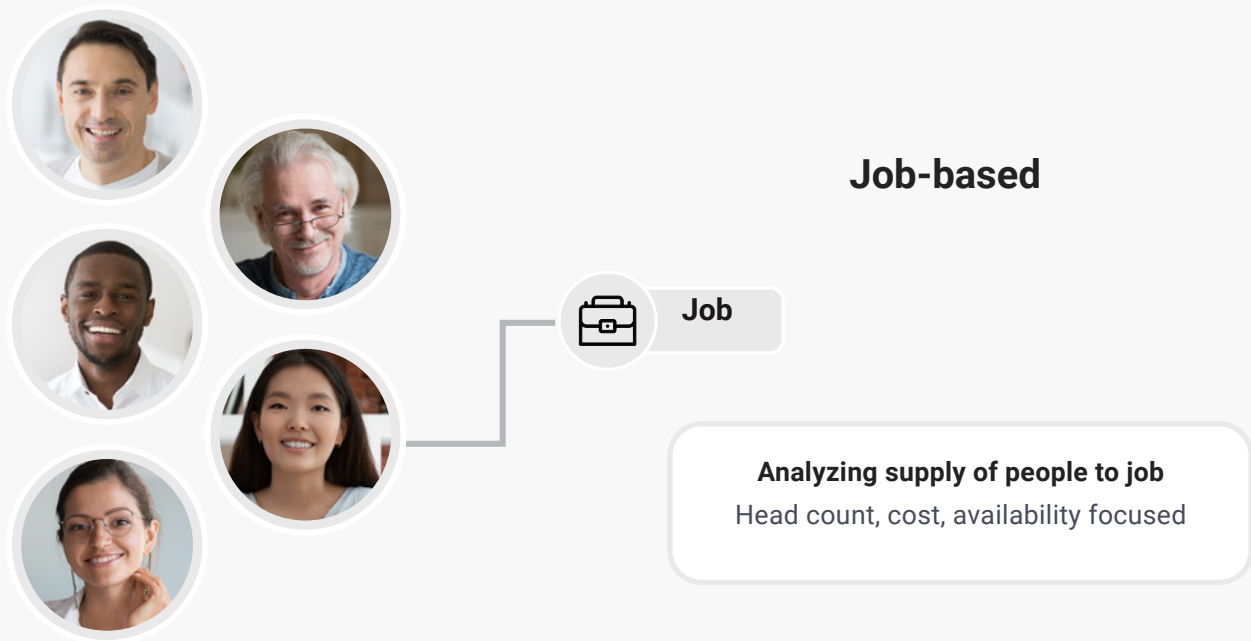 Job-based
Job
Analyzing supply of people to job
Head count, cost, availability focused